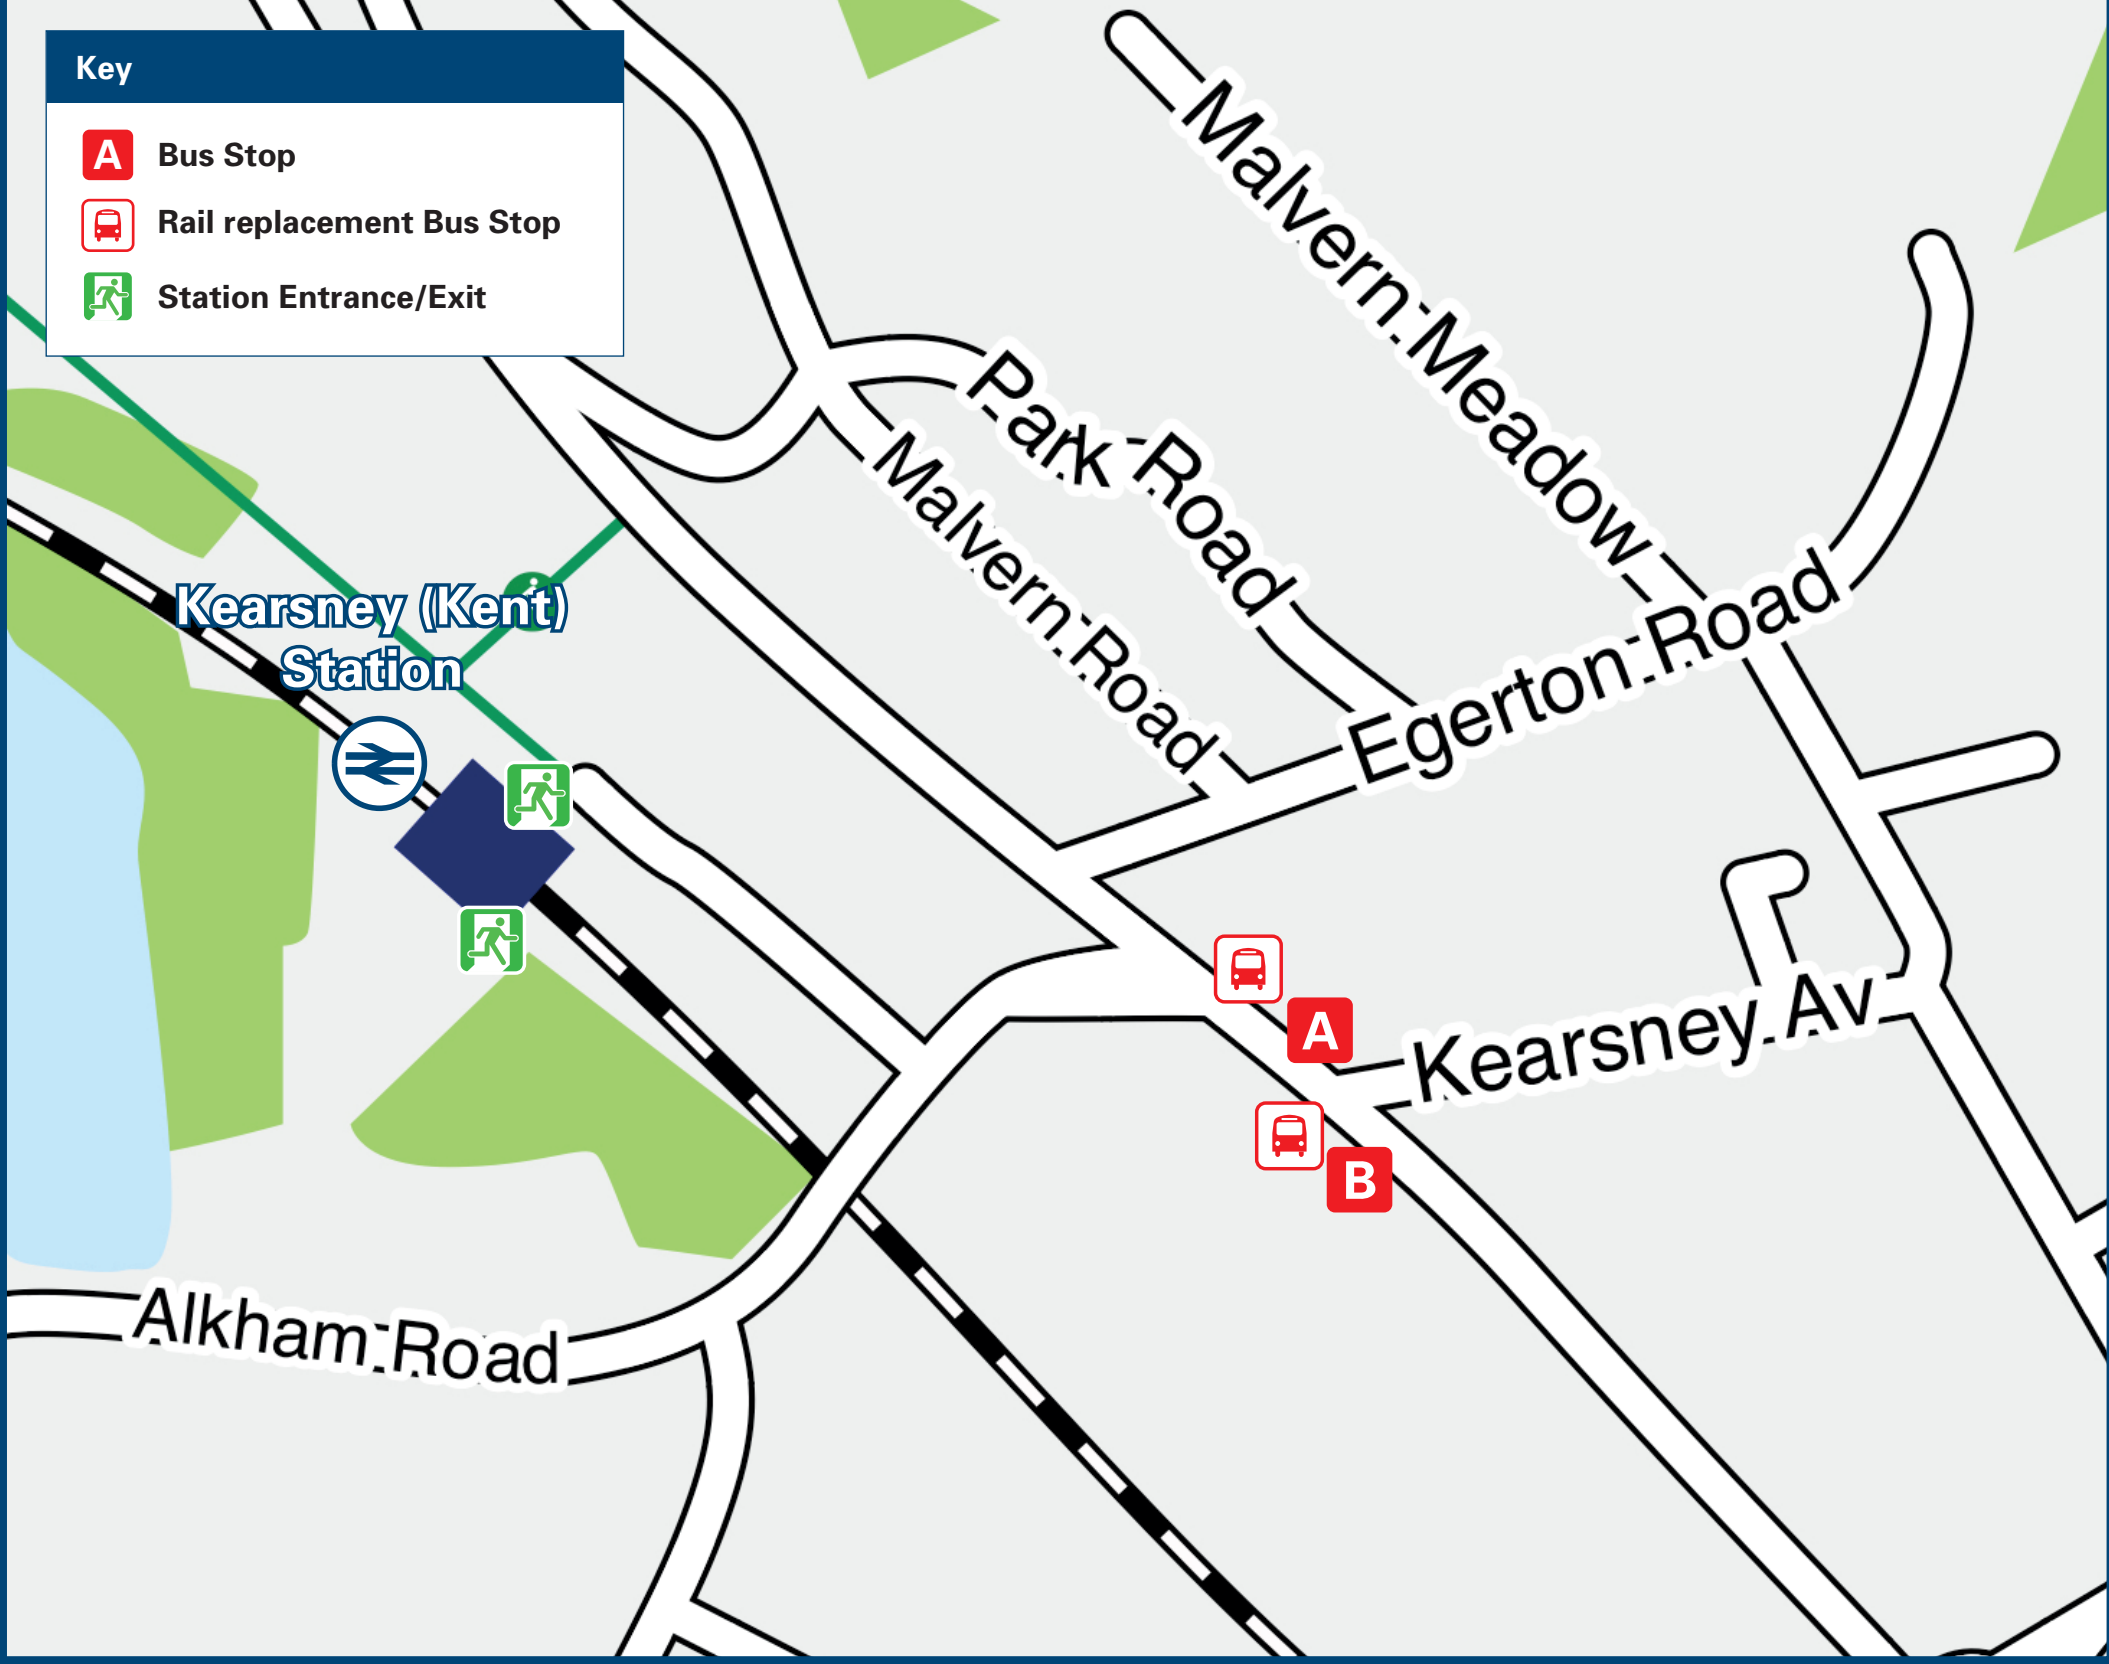 Key
A Bus Stop
Rail replacement Bus Stop
Station Entrance/Exit
Malvern Meadow
Park Road
Malvern Road
Egerton Road
Kearsney (Kent)
Station
A
Kearsney Av
B
Alkham Road